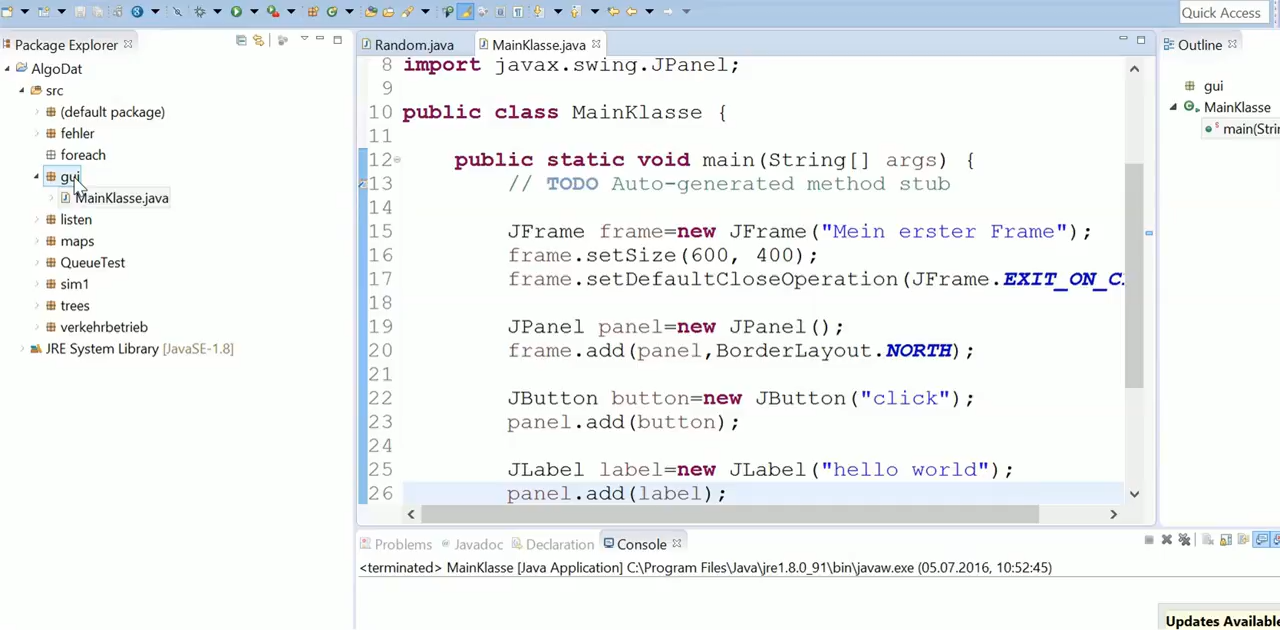 Quick Access
Package Explorer
AlgoDat
src
(default package)
fehler
foreach
gui
MainKlasse.java
listen
maps
QueueTest
sim1
trees
verkehrbetrieb
JRE System Library [JavaSE-1.8]
Random.java MainKlasse.java
8 import javax.swing.JPanel;
9
10 public class MainKlasse {
11
12 public static void main(String[] args) {
13 // TODO Auto-generated method stub
14
15 JFrame frame=new JFrame("Mein erster Frame");
16 frame.setSize(600, 400);
17 frame.setDefaultCloseOperation(JFrame.EXIT_ON_C
18
19 JPanel panel=new JPanel();
20 frame.add(panel,BorderLayout.NORTH);
21
22 JButton button=new JButton("click");
23 panel.add(button);
24
25 JLabel label=new JLabel("hello world");
26 panel.add(label);
Outline
gui
MainKlasse
main(Stri
Problems Javadoc Declaration Console
<terminated> MainKlasse [Java Application] C:\Program Files\Java\jre1.8.0_91\bin\javaw.exe (05.07.2016, 10:52:45)
Updates Available